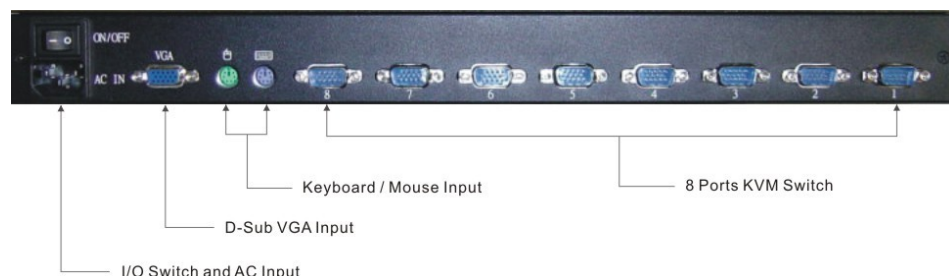 ON/OFF
VGA
AC IN
8 7 6 5 4 3 2 1
Keyboard / Mouse Input
8 Ports KVM Switch
D-Sub VGA Input
I/O Switch and AC Input